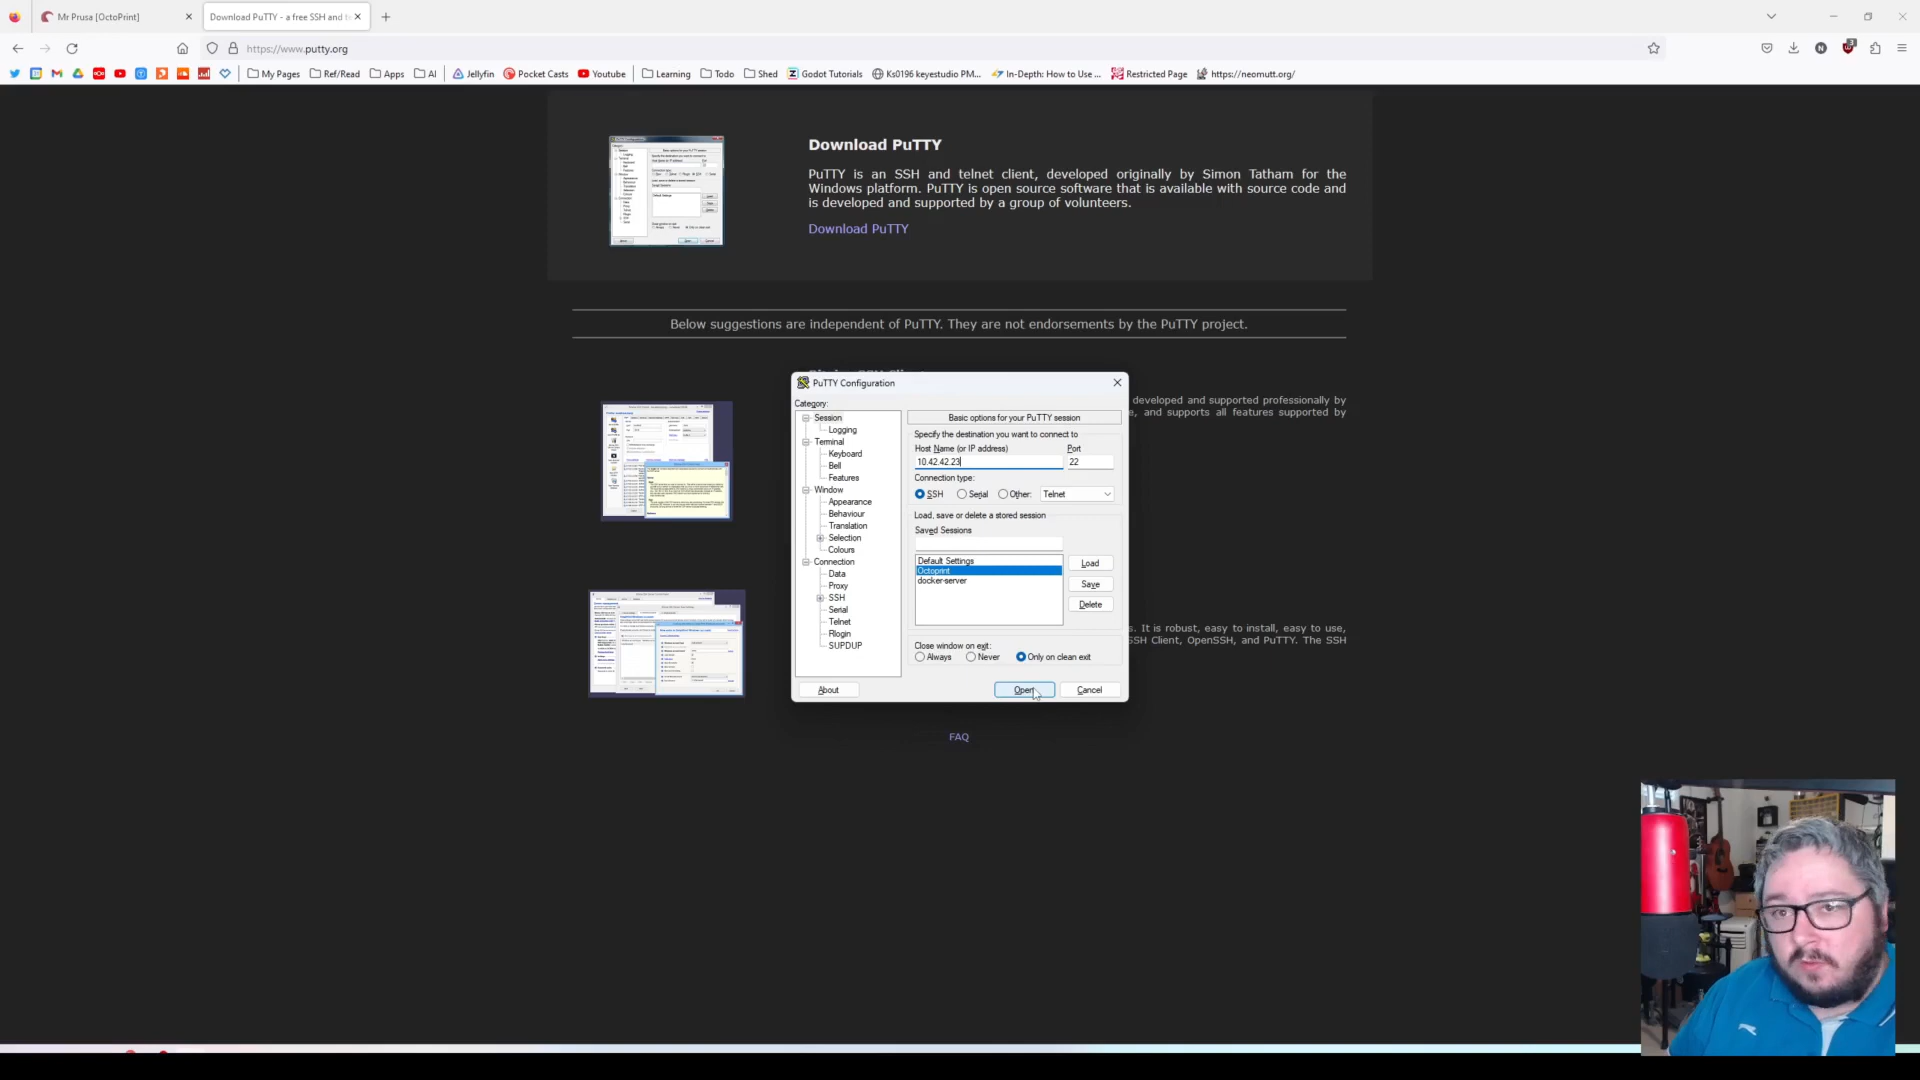 Mr Prusa [OctoPrint]
Download PuTTY - a free SSH and t
https://www.putty.org
3
My Pages
Ref/Read
Apps
AI
Jellyfin
Pocket Casts
Youtube
Learning
Todo
Shed
Godot Tutorials
Ks0196 keyestudio PM...
In-Depth: How to Use ...
Restricted Page
https://neomutt.org/
Download PuTTY
PuTTY is an SSH and telnet client, developed originally by Simon Tatham for the
Windows platform. PuTTY is open source software that is available with source code and
is developed and supported by a group of volunteers.
Download PuTTY
Below suggestions are independent of PuTTY. They are not endorsements by the PuTTY project.
developed and supported professionally by
e, and supports all features supported by
s. It is robust, easy to install, easy to use,
SSH Client, OpenSSH, and PuTTY. The SSH
FAQ
PuTTY Configuration
Category:
Session
Logging
Terminal
Keyboard
Bell
Features
Window
Appearance
Behaviour
Translation
Selection
Colours
Connection
Data
Proxy
SSH
Serial
Telnet
Rlogin
SUPDUP
Basic options for your PuTTY session
Specify the destination you want to connect to
Host Name (or IP address)
Port
10.42.42.23
22
Connection type:
SSH
Serial
Other:
Telnet
Load, save or delete a stored session
Saved Sessions
Default Settings
Octoprint
docker-server
Load
Save
Delete
Close window on exit:
Always
Never
Only on clean exit
About
Open
Cancel